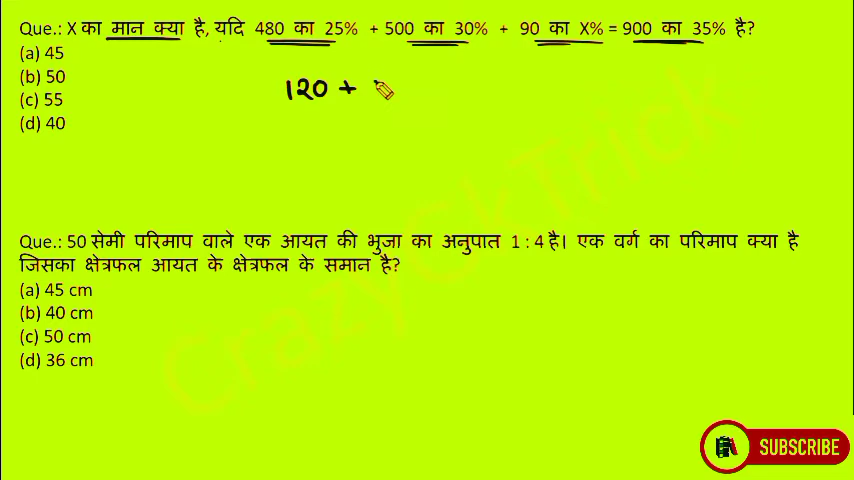 Que.: X का मान क्या है, यदि 480 का 25% + 500 का 30% + 90 का X% = 900 का 35% है?
(a) 45
(b) 50
(c) 55
(d) 40
120 +
Que.: 50 सेमी परिमाप वाले एक आयत की भुजा का अनुपात 1 : 4 है। एक वर्ग का परिमाप क्या है
जिसका क्षेत्रफल आयत के क्षेत्रफल के समान है?
(a) 45 cm
(b) 40 cm
(c) 50 cm
(d) 36 cm
CrazyGkTrick
SUBSCRIBE